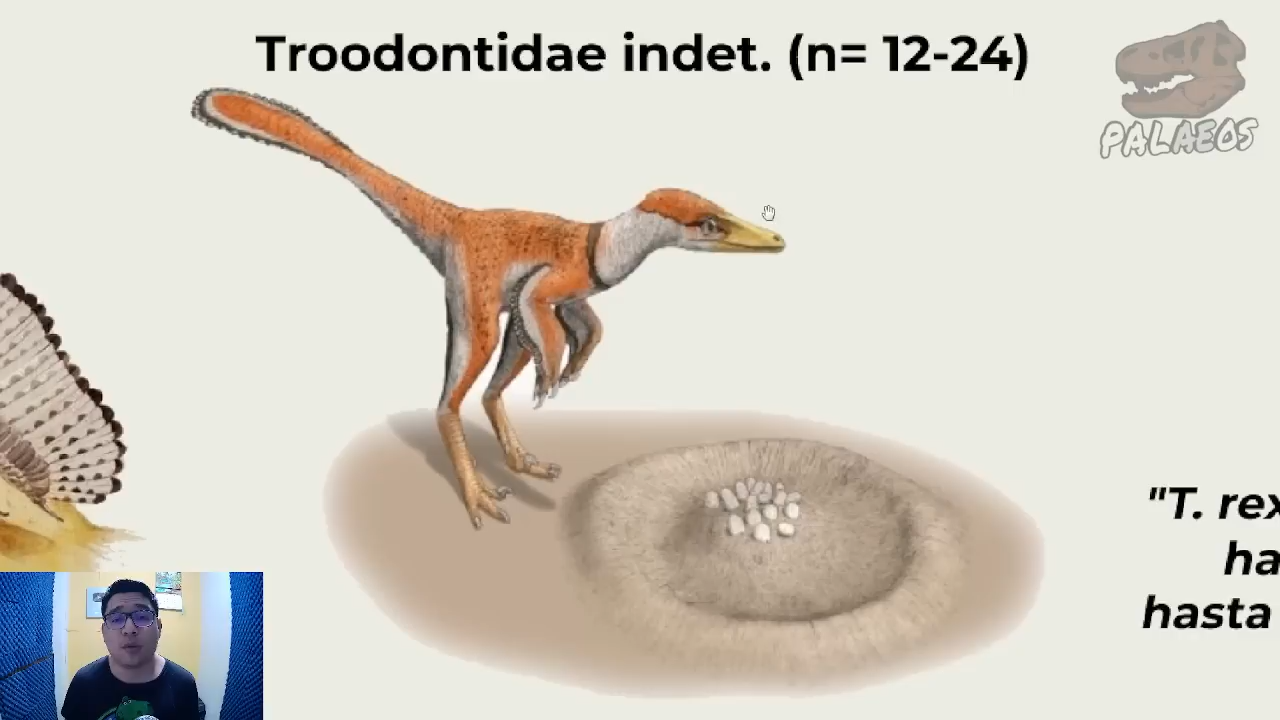 Troodontidae indet. (n= 12-24)
PALAEOS
"T. rex
ha
hasta